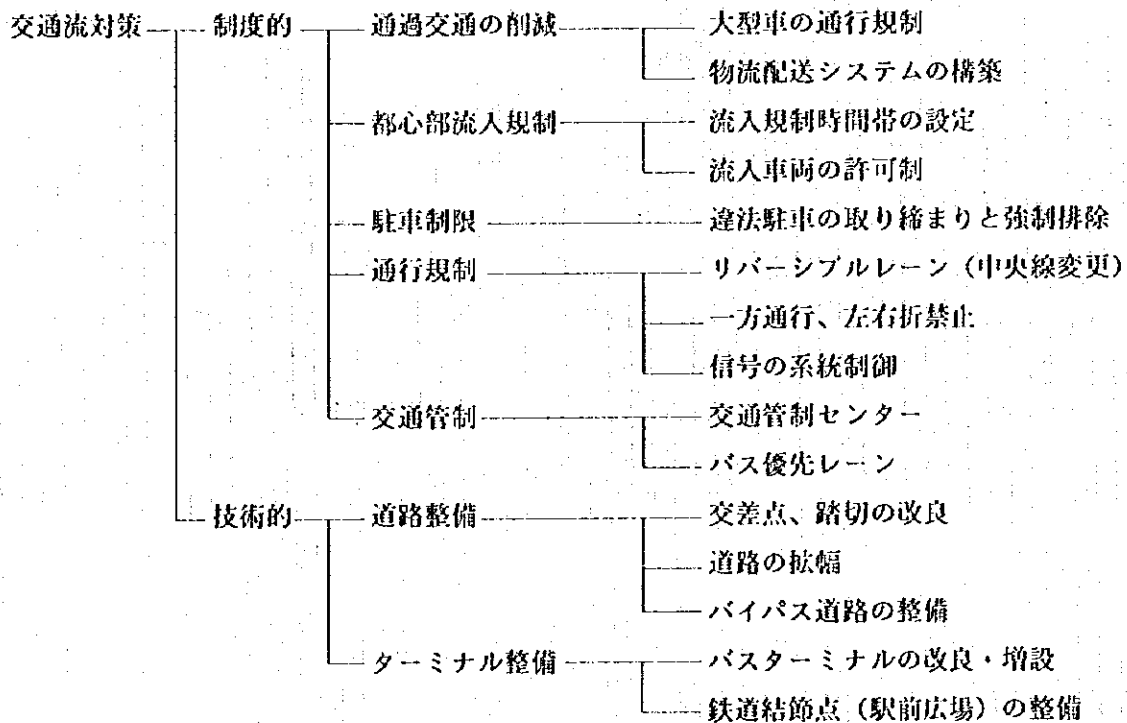 交通流対策 制度的 通過交通の削減 大型車の通行規制
物流配送システムの構築
都心部流入規制 流入規制時間帯の設定
流入車両の許可制
駐車制限 違法駐車の取り締まりと強制排除
通行規制 リバーシブルレーン（中央線変更）
一方通行、左右折禁止
信号の系統制御
交通管制 交通管制センター
バス優先レーン
技術的 道路整備 交差点、踏切の改良
道路の拡幅
バイパス道路の整備
ターミナル整備 バスターミナルの改良・増設
鉄道結節点（駅前広場）の整備